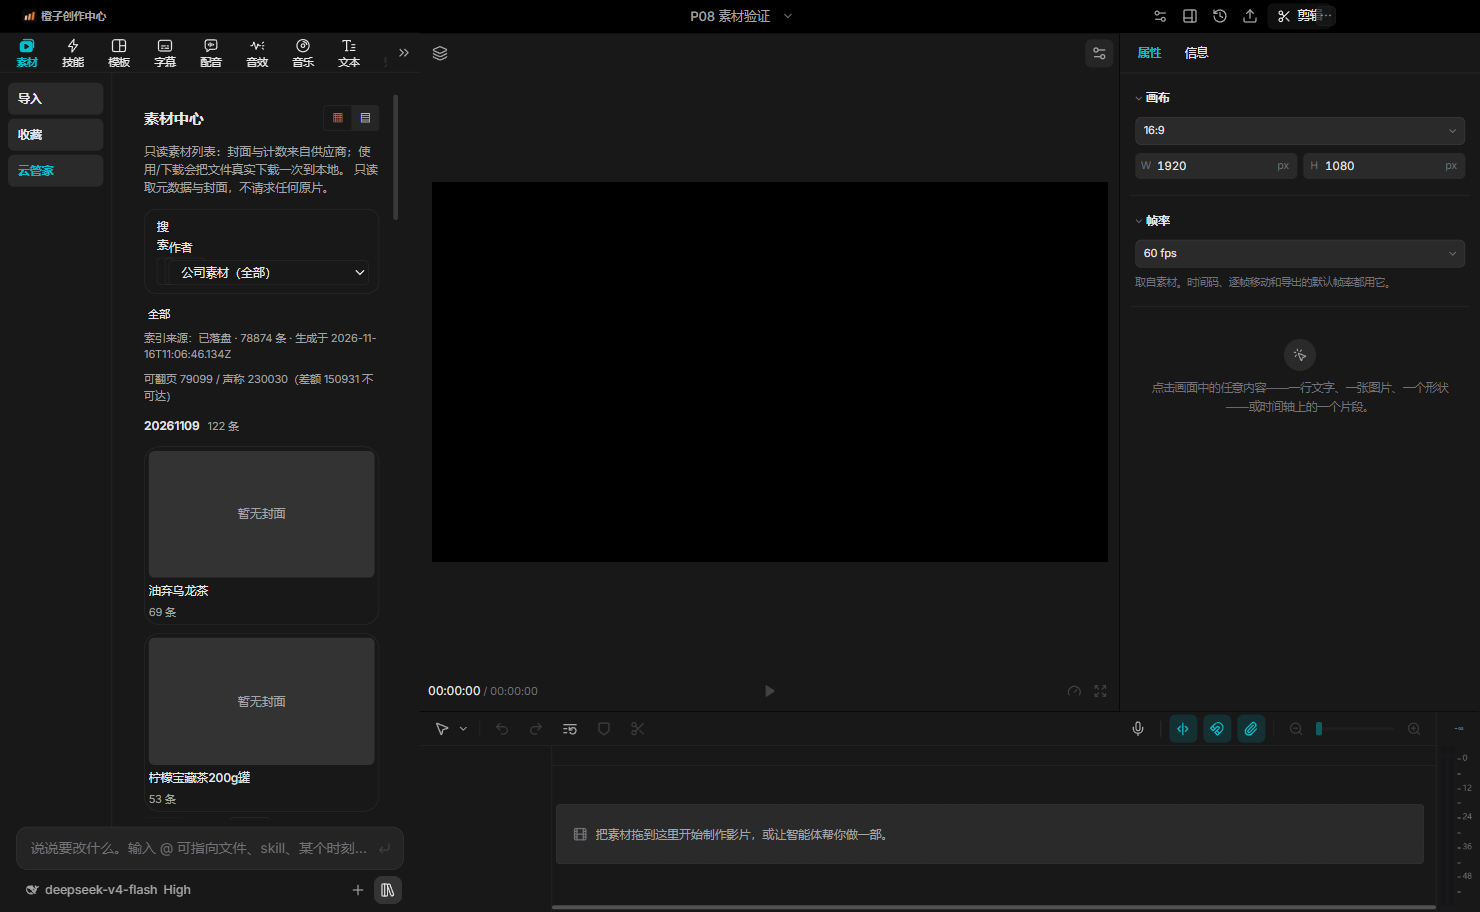 橙子创作中心
P08 素材验证
剪辑
素材
技能
模板
字幕
配音
音效
音乐
文本
属性
信息
导入
收藏
云管家
素材中心
只读素材列表：封面与计数来自供应商；使
用/下载会把文件真实下载一次到本地。 只读
取元数据与封面，不请求任何原片。
搜
索
作者
公司素材（全部）
全部
索引来源：已落盘 · 78874 条 · 生成于 2026-11-
16T11:06:46.134Z
可翻页 79099 / 声称 230030（差额 150931 不
可达）
20261109 122 条
暂无封面
油弃乌龙茶
69 条
暂无封面
柠檬宝藏茶200g罐
53 条
说说要改什么。输入 @ 可指向文件、skill、某个时刻...
deepseek-v4-flash High
00:00:00 / 00:00:00
画布
16:9
W 1920 px
H 1080 px
帧率
60 fps
取自素材。时间码、逐帧移动和导出的默认帧率都用它。
点击画面中的任意内容——一行文字、一张图片、一个形状
——或时间轴上的一个片段。
把素材拖到这里开始制作影片，或让智能体帮你做一部。
-∞
0
-12
-24
-36
-48